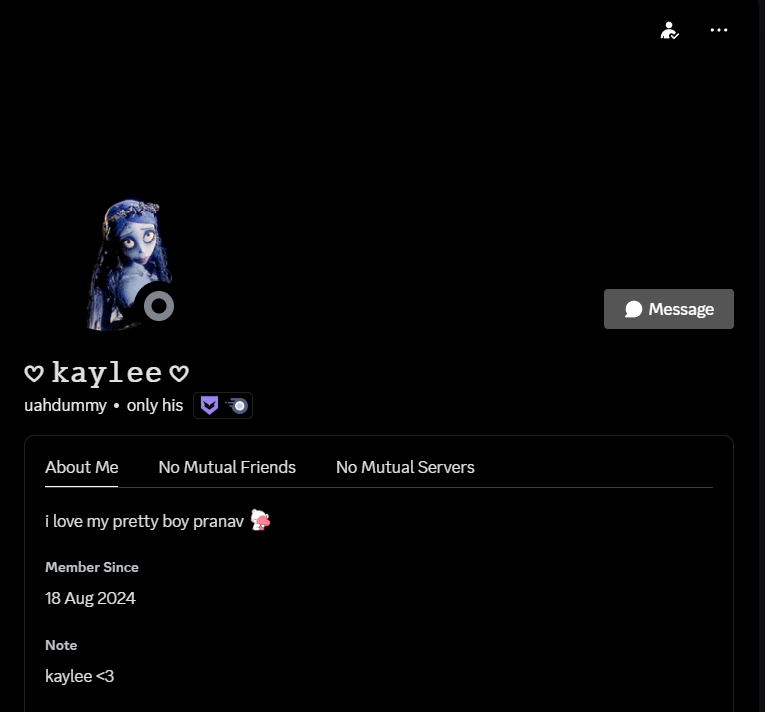 Message
♡ kaylee ♡
uahdummy • only his
About Me No Mutual Friends No Mutual Servers
i love my pretty boy pranav
Member Since
18 Aug 2024
Note
kaylee <3